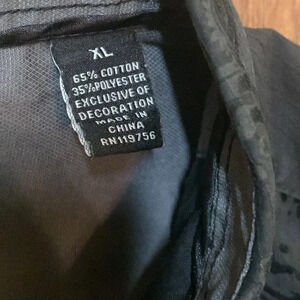 XL
65% COTTON
35%POLYESTER
EXCLUSIVE OF
DECORATION
MADE IN
CHINA
RN119756